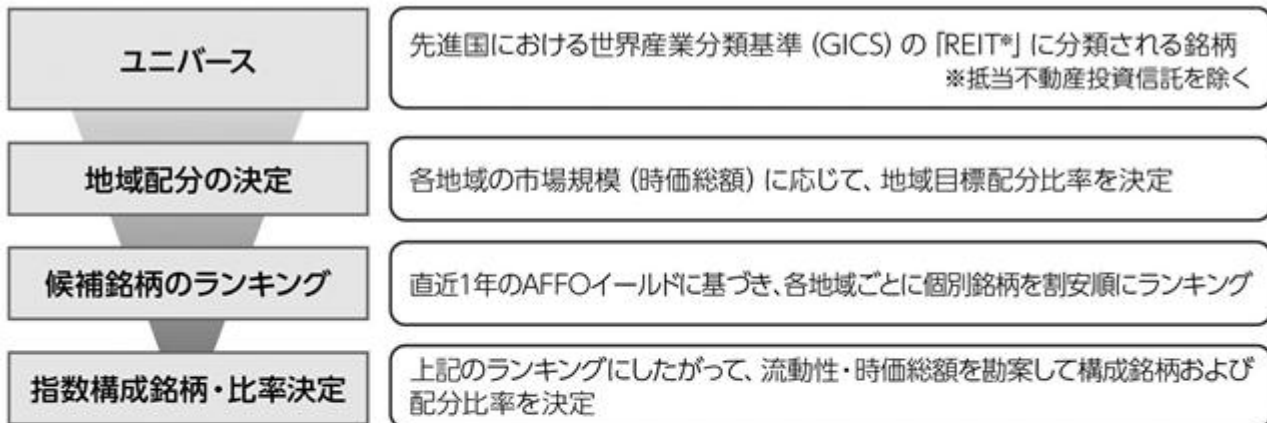 ユニバース
先進国における世界産業分類基準（GICS）の「REIT※」に分類される銘柄
※抵当不動産投資信託を除く
地域配分の決定
各地域の市場規模（時価総額）に応じて、地域目標配分比率を決定
候補銘柄のランキング
直近1年のAFFOイールドに基づき、各地域ごとに個別銘柄を割安順にランキング
指数構成銘柄・比率決定
上記のランキングにしたがって、流動性・時価総額を勘案して構成銘柄および
配分比率を決定